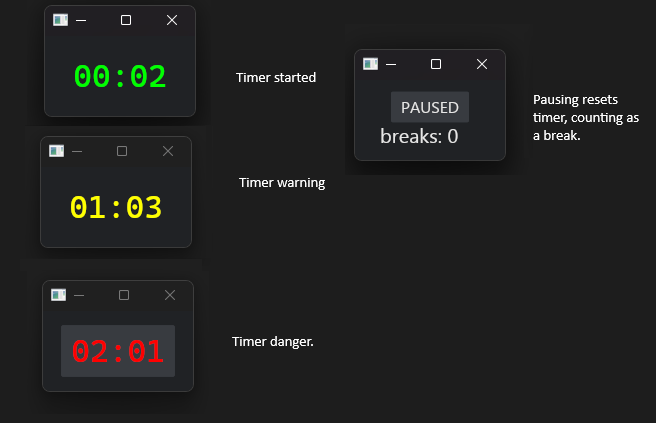 00:02
Timer started
PAUSED
breaks: 0
Pausing resets
timer, counting as
a break.
01:03
Timer warning
02:01
Timer danger.